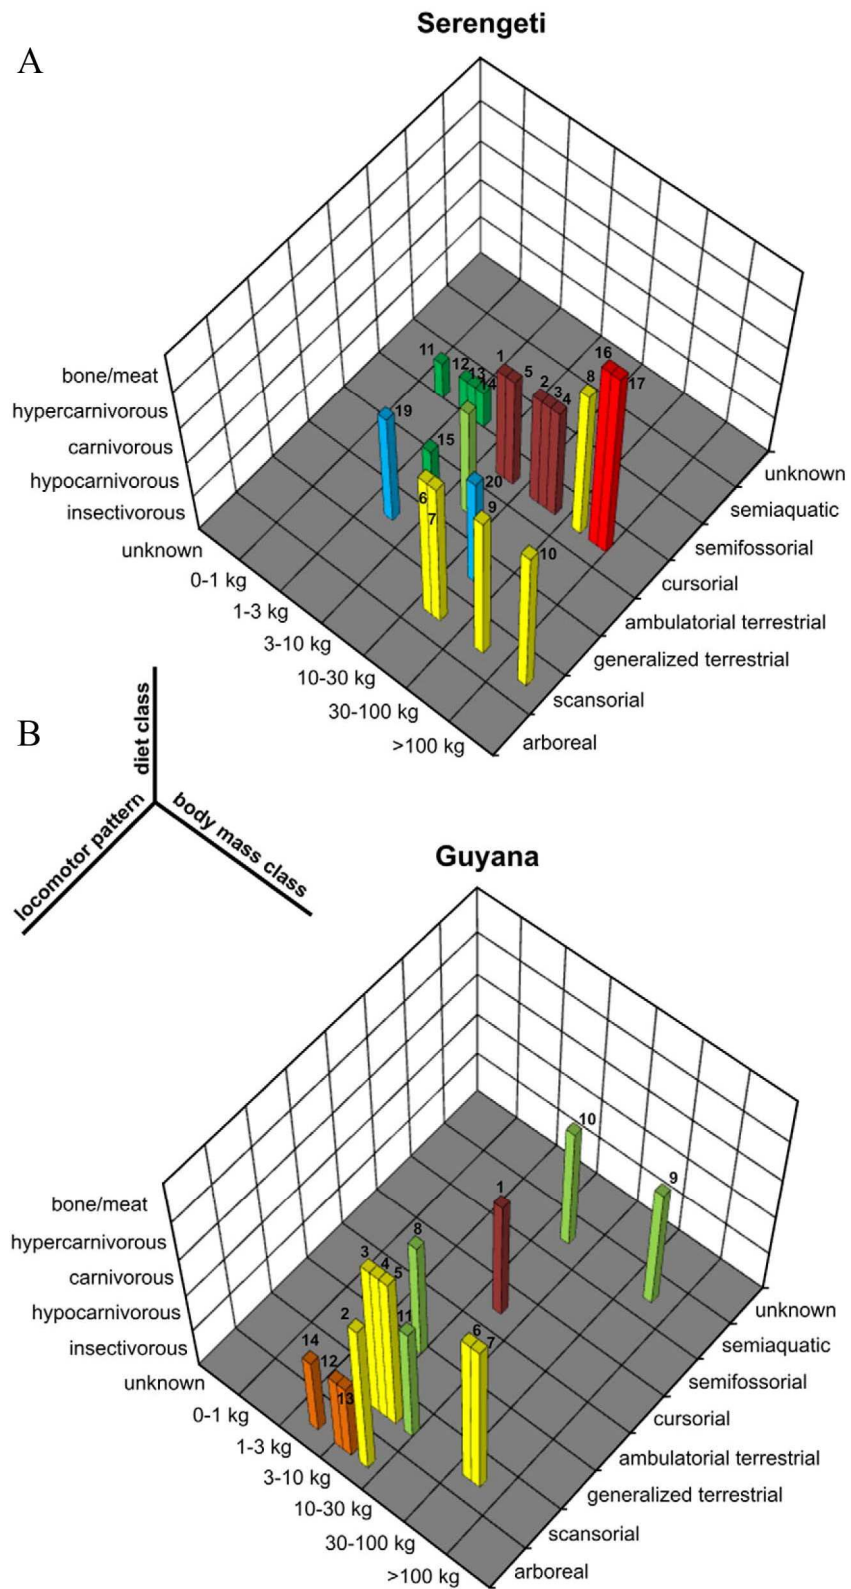 Serengeti
A
bone/meat
hypercarnivorous
carnivorous
hypocarnivorous
insectivorous
unknown
0-1 kg
1-3 kg
3-10 kg
10-30 kg
30-100 kg
>100 kg
unknown
semiaquatic
semifossorial
cursorial
ambulatorial terrestrial
generalized terrestrial
scansorial
arboreal
11
12
13
14
1
5
2
3
4
8
16
17
19
15
6
7
20
9
10
B
diet class
locomotor pattern
body mass class
Guyana
bone/meat
hypercarnivorous
carnivorous
hypocarnivorous
insectivorous
unknown
0-1 kg
1-3 kg
3-10 kg
10-30 kg
30-100 kg
>100 kg
unknown
semiaquatic
semifossorial
cursorial
ambulatorial terrestrial
generalized terrestrial
scansorial
arboreal
10
9
1
8
3
4
5
2
11
14
12
13
6
7